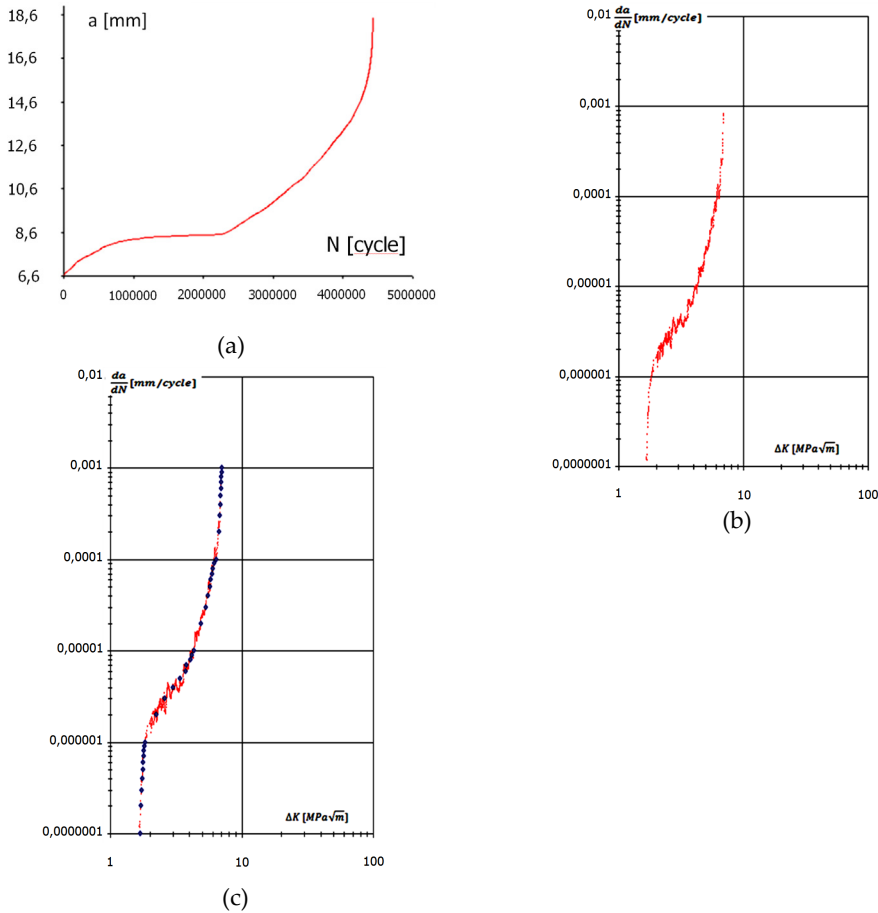 a [mm]
18,6
16,6
14,6
12,6
10,6
8,6
6,6
N [cycle]
0 1000000 2000000 3000000 4000000 5000000
(a)
da/dN [mm/cycle]
0,01
0,001
0,0001
0,00001
0,000001
0,0000001
ΔK [MPa√m]
1 10 100
(b)
da/dN [mm/cycle]
0,01
0,001
0,0001
0,00001
0,000001
0,0000001
ΔK [MPa√m]
1 10 100
(c)